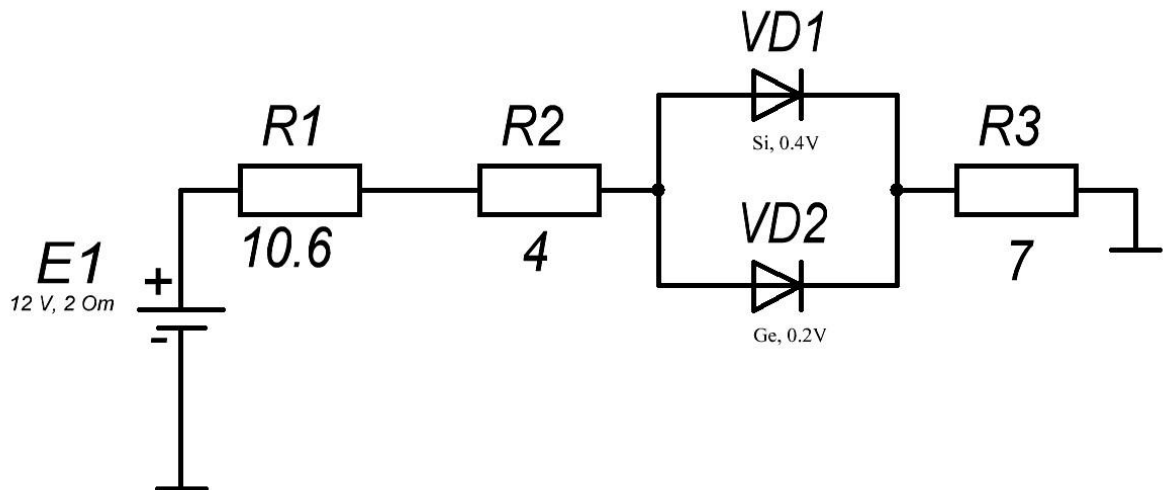 VD1
Si, 0.4V
R1
10.6
R2
4
R3
7
VD2
Ge, 0.2V
E1
12 V, 2 Om
+
-